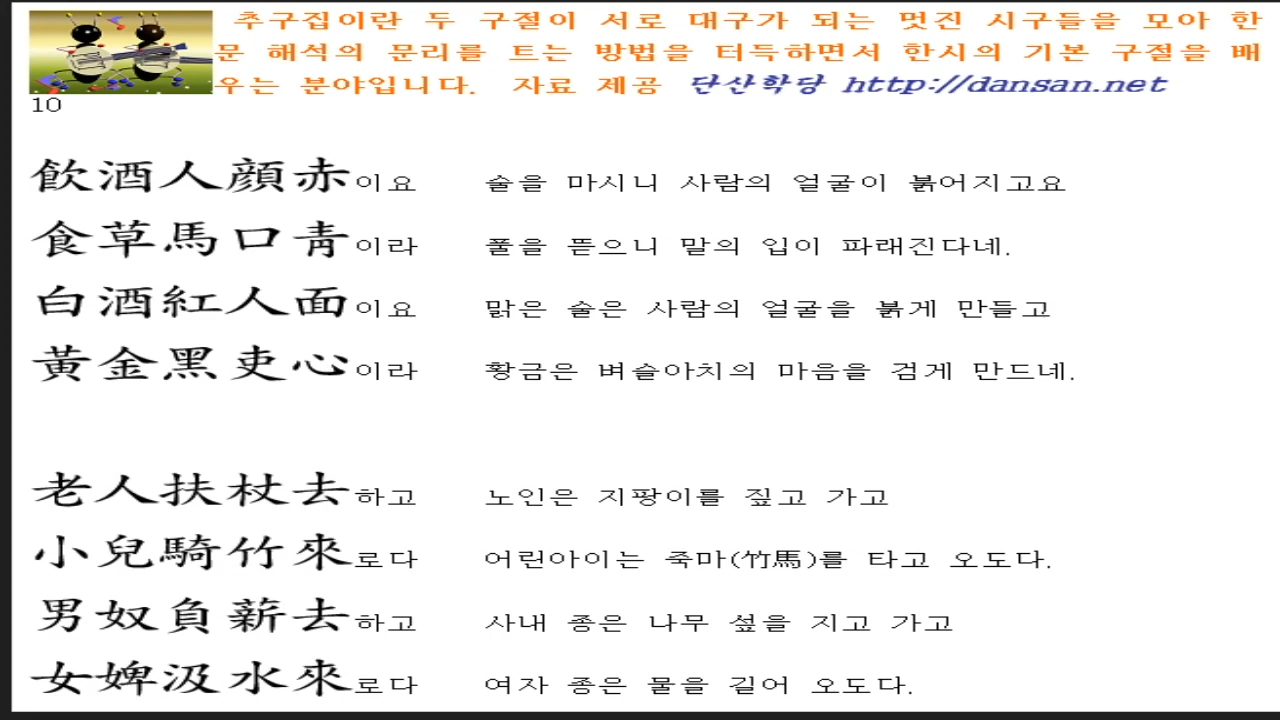 추구집이란 두 구절이 서로 대구가 되는 멋진 시구들을 모아 한
문 해석의 문리를 트는 방법을 터득하면서 한시의 기본 구절을 배
우는 분야입니다. 자료 제공 단산학당 http://dansan.net
10
飮酒人顔赤이요 술을 마시니 사람의 얼굴이 붉어지고요
食草馬口靑이라 풀을 뜯으니 말의 입이 파래진다네.
白酒紅人面이요 맑은 술은 사람의 얼굴을 붉게 만들고
黃金黑吏心이라 황금은 벼슬아치의 마음을 검게 만드네.
老人扶杖去하고 노인은 지팡이를 짚고 가고
小兒騎竹來로다 어린아이는 죽마(竹馬)를 타고 오도다.
男奴負薪去하고 사내 종은 나무 섶을 지고 가고
女婢汲水來로다 여자 종은 물을 길어 오도다.